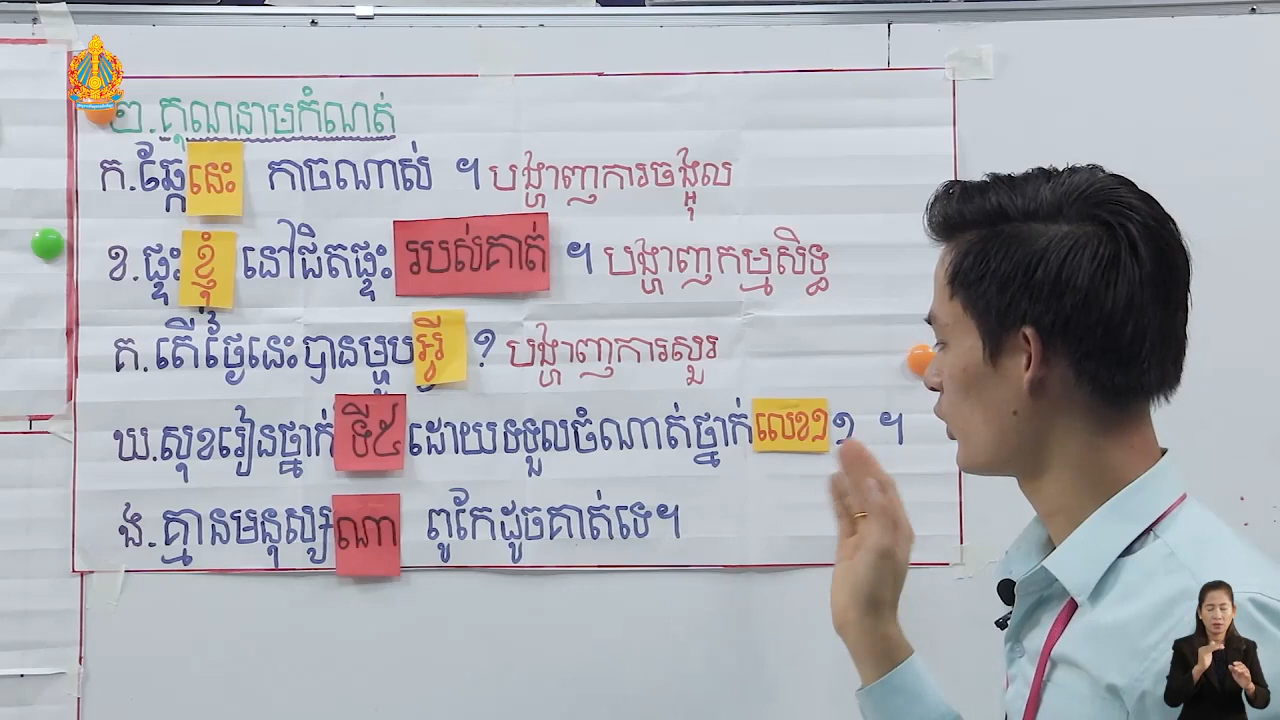 ២.គុណនាមកំណត់
ក.ឆ្កែនេះ កាចណាស់ ។ បង្ហាញការចង្អុល
ខ.ផ្ទះខ្ញុំ នៅជិតផ្ទះ របស់គាត់ ។ បង្ហាញកម្មសិទ្ធ
គ.តើថ្ងៃនេះបានម្ហូបអ្វី ? បង្ហាញការសួរ
ឃ.សុខរៀនថ្នាក់ ទី៥ ដោយទទួលចំណាត់ថ្នាក់លេខ១ ១ ។
ង.គ្មានមនុស្សណា ពូកែដូចគាត់ទេ។